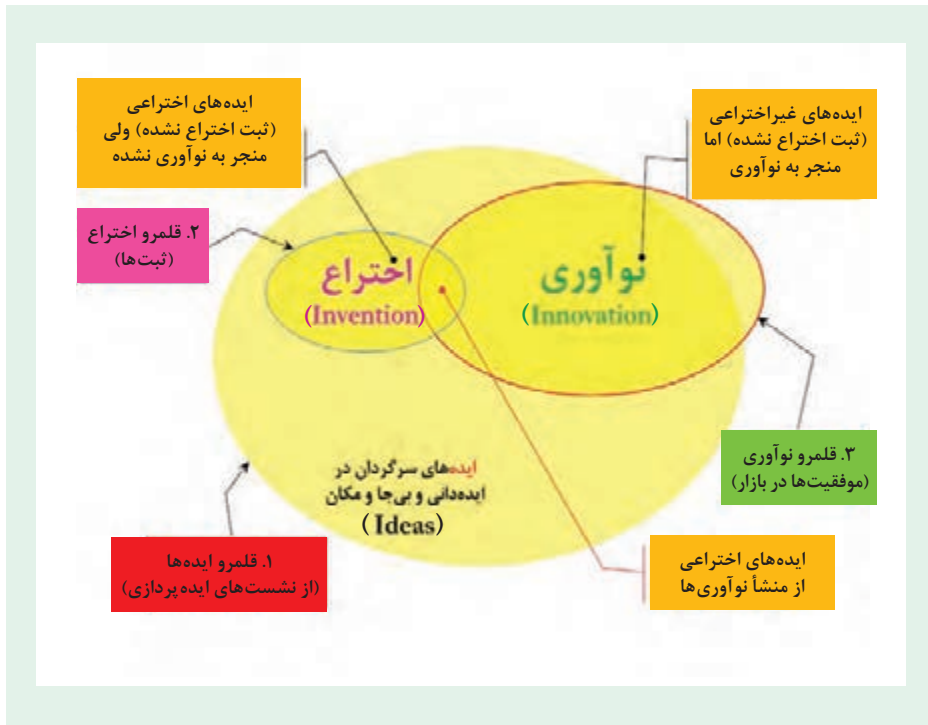 ایده‌های اختراعی
(ثبت اختراع نشده) ولی
منجر به نوآوری نشده
ایده‌های غیراختراعی
(ثبت اختراع نشده) اما
منجر به نوآوری
۲. قلمرو اختراع
(ثبت‌ها)
اختراع
(Invention)
نوآوری
(Innovation)
۳. قلمرو نوآوری
(موفقیت‌ها در بازار)
ایده‌های سرگردان در
ایده‌دانی و بی‌جا و مکان
(Ideas)
۱. قلمرو ایده‌ها
(از نشست‌های ایده‌پردازی)
ایده‌های اختراعی
از منشأ نوآوری‌ها